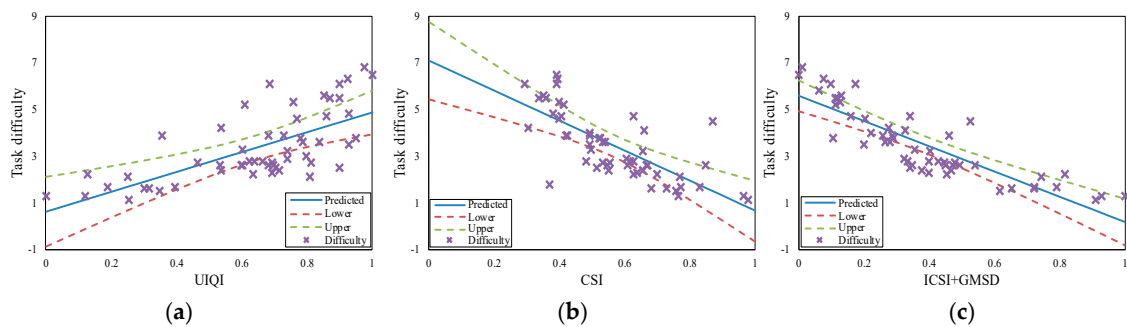 9
7
5
3
1
-1
Task difficulty
0
0.2
0.4
0.6
0.8
1
UIQI
Predicted
Lower
Upper
Difficulty
(a)
9
7
5
3
1
-1
Task difficulty
0
0.2
0.4
0.6
0.8
1
CSI
Predicted
Lower
Upper
Difficulty
(b)
9
7
5
3
1
-1
Task difficulty
0
0.2
0.4
0.6
0.8
1
ICSI+GMSD
Predicted
Lower
Upper
Difficulty
(c)